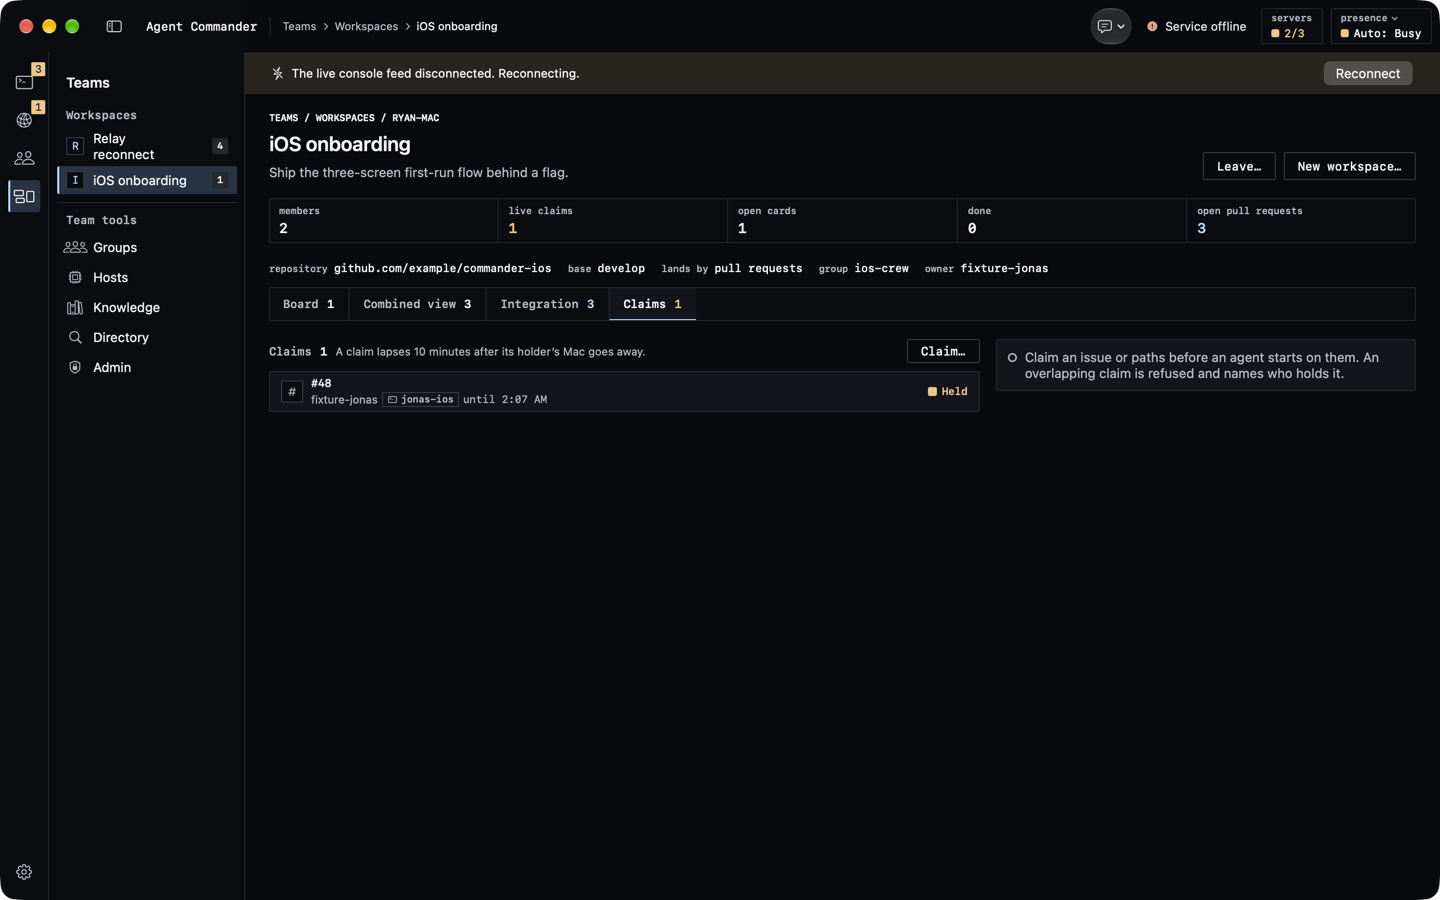 Agent Commander
Teams > Workspaces > iOS onboarding
Service offline
servers
2/3
presence
Auto: Busy
3
1
Teams
Workspaces
R
Relay reconnect
4
I
iOS onboarding
1
Team tools
Groups
Hosts
Knowledge
Directory
Admin
The live console feed disconnected. Reconnecting.
Reconnect
TEAMS / WORKSPACES / RYAN-MAC
iOS onboarding
Ship the three-screen first-run flow behind a flag.
Leave…
New workspace…
members
2
live claims
1
open cards
1
done
0
open pull requests
3
repository github.com/example/commander-ios base develop lands by pull requests group ios-crew owner fixture-jonas
Board 1
Combined view 3
Integration 3
Claims 1
Claims 1 A claim lapses 10 minutes after its holder’s Mac goes away.
Claim…
#
#48
fixture-jonas jonas-ios until 2:07 AM
Held
Claim an issue or paths before an agent starts on them. An
overlapping claim is refused and names who holds it.